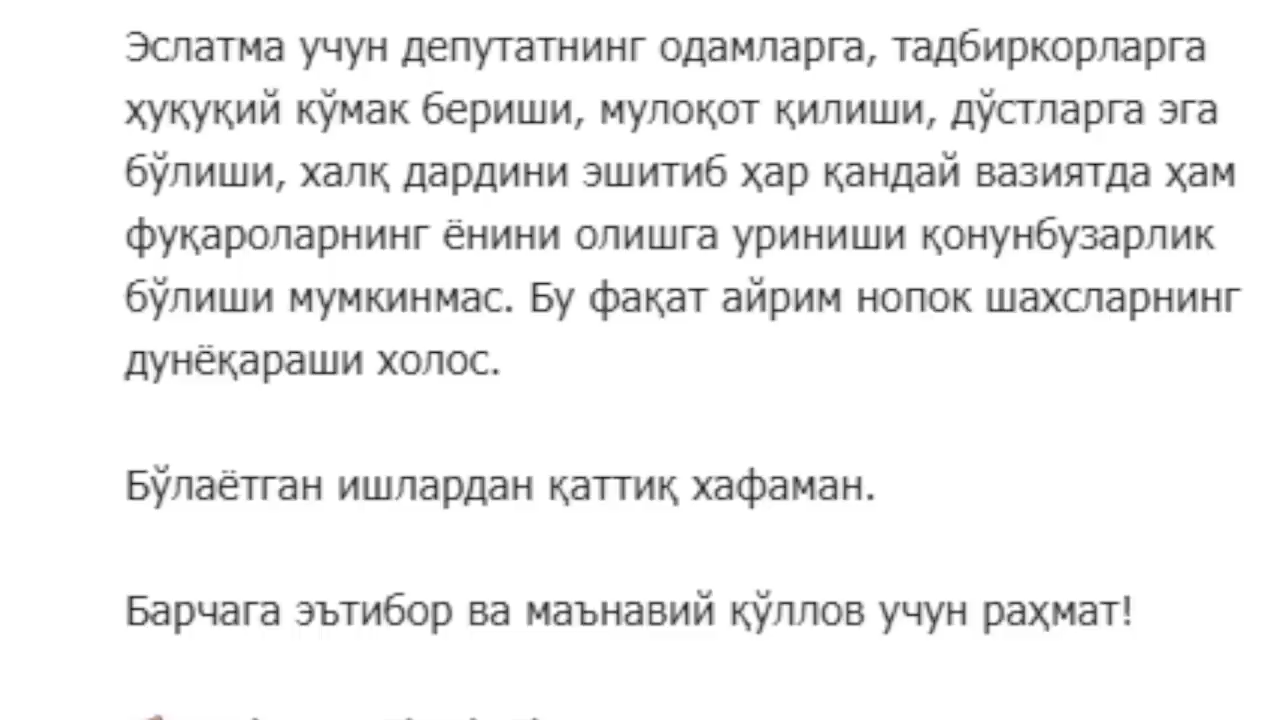 Эслатма учун депутатнинг одамларга, тадбиркорларга
ҳуқуқий кўмак бериши, мулоқот қилиши, дўстларга эга
бўлиши, халқ дардини эшитиб ҳар қандай вазиятда ҳам
фуқароларнинг ёнини олишга уриниши қонунбузарлик
бўлиши мумкинмас. Бу фақат айрим нопок шахсларнинг
дунёқараши холос.
Бўлаётган ишлардан қаттиқ хафаман.
Барчага эътибор ва маънавий қўллов учун раҳмат!